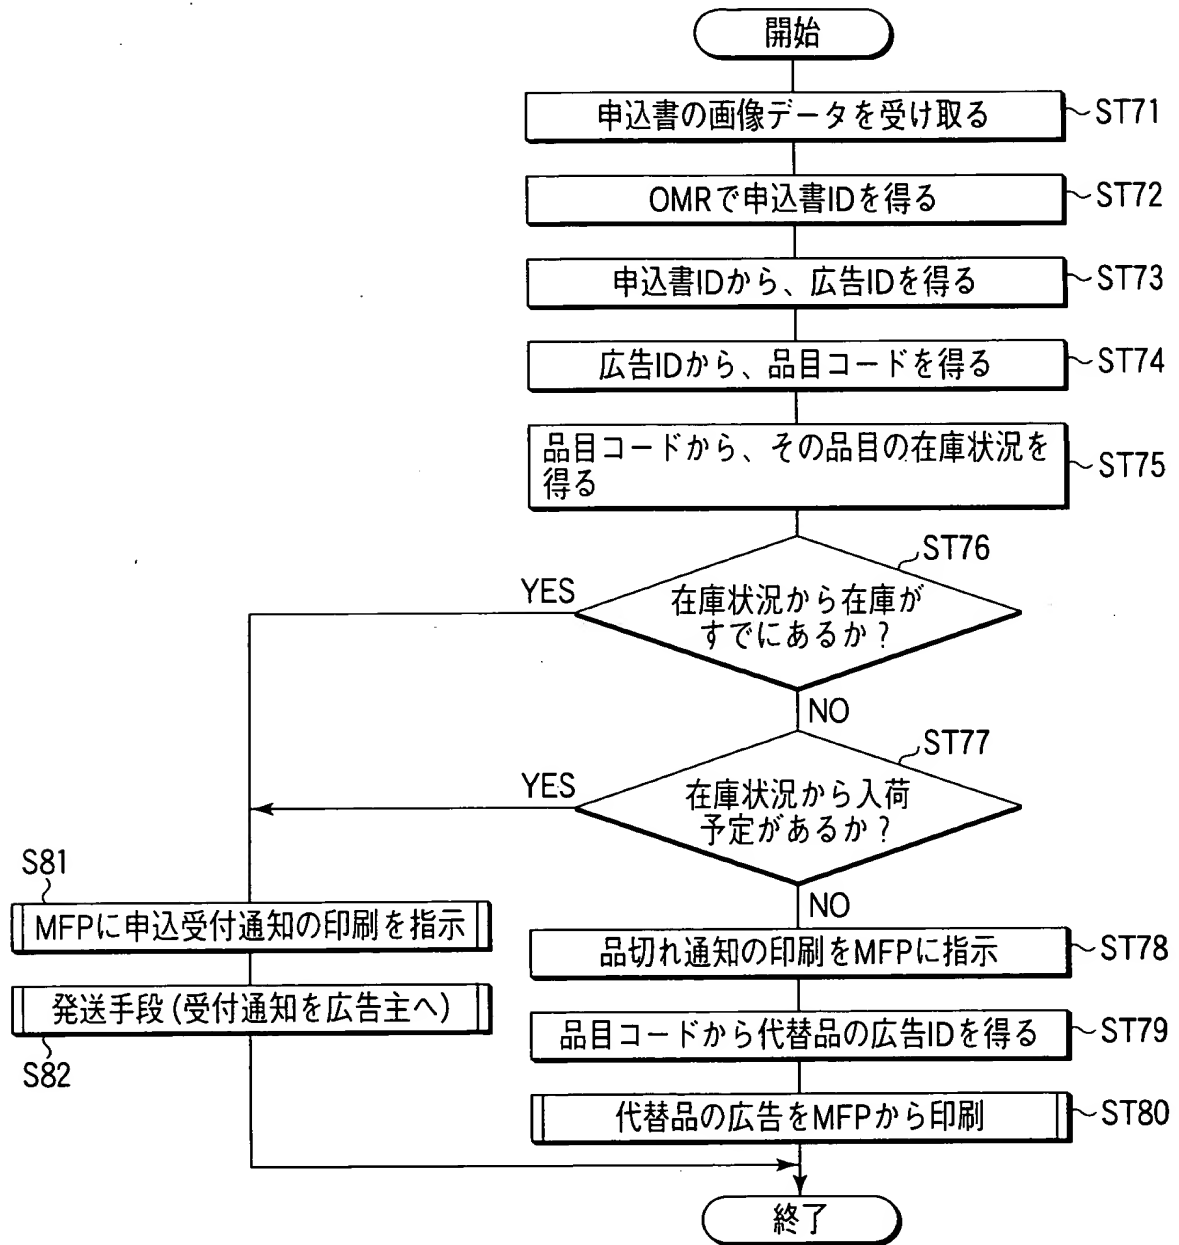 開始
申込書の画像データを受け取る
ST71
OMRで申込書IDを得る
ST72
申込書IDから、広告IDを得る
ST73
広告IDから、品目コードを得る
ST74
品目コードから、その品目の在庫状況を
得る
ST75
ST76
在庫状況から在庫が
すでにあるか?
YES
NO
ST77
在庫状況から入荷
予定があるか?
YES
NO
S81
MFPに申込受付通知の印刷を指示
発送手段(受付通知を広告主へ)
S82
品切れ通知の印刷をMFPに指示
ST78
品目コードから代替品の広告IDを得る
ST79
代替品の広告をMFPから印刷
ST80
終了